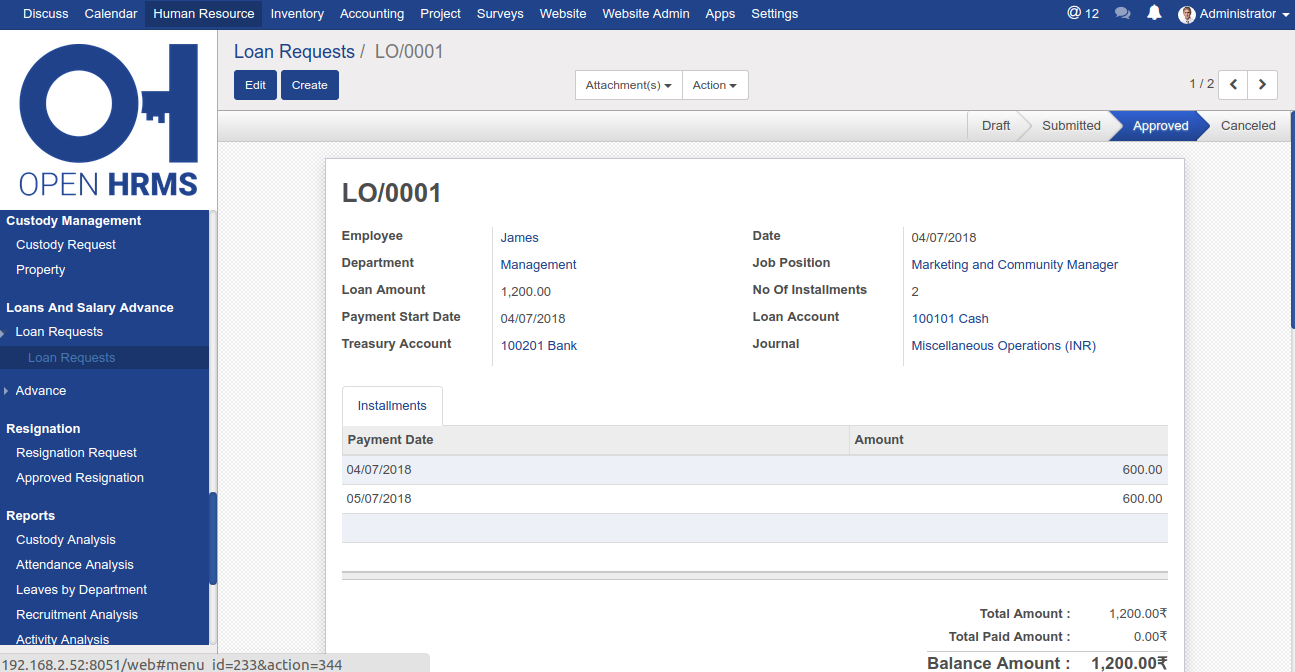 Discuss Calendar Human Resource Inventory Accounting Project Surveys Website Website Admin Apps Settings @ 12 Administrator
OPEN HRMS
Loan Requests / LO/0001
Edit Create Attachment(s) Action 1 / 2
Draft Submitted Approved Canceled
Custody Management
Custody Request
Property
Loans And Salary Advance
Loan Requests
Loan Requests
Advance
Resignation
Resignation Request
Approved Resignation
Reports
Custody Analysis
Attendance Analysis
Leaves by Department
Recruitment Analysis
Activity Analysis
192.168.2.52:8051/web#menu_id=233&action=344
LO/0001
Employee James Date 04/07/2018
Department Management Job Position Marketing and Community Manager
Loan Amount 1,200.00 No Of Installments 2
Payment Start Date 04/07/2018 Loan Account 100101 Cash
Treasury Account 100201 Bank Journal Miscellaneous Operations (INR)
Installments
Payment Date Amount
04/07/2018 600.00
05/07/2018 600.00
Total Amount : 1,200.00₹
Total Paid Amount : 0.00₹
Balance Amount : 1,200.00₹